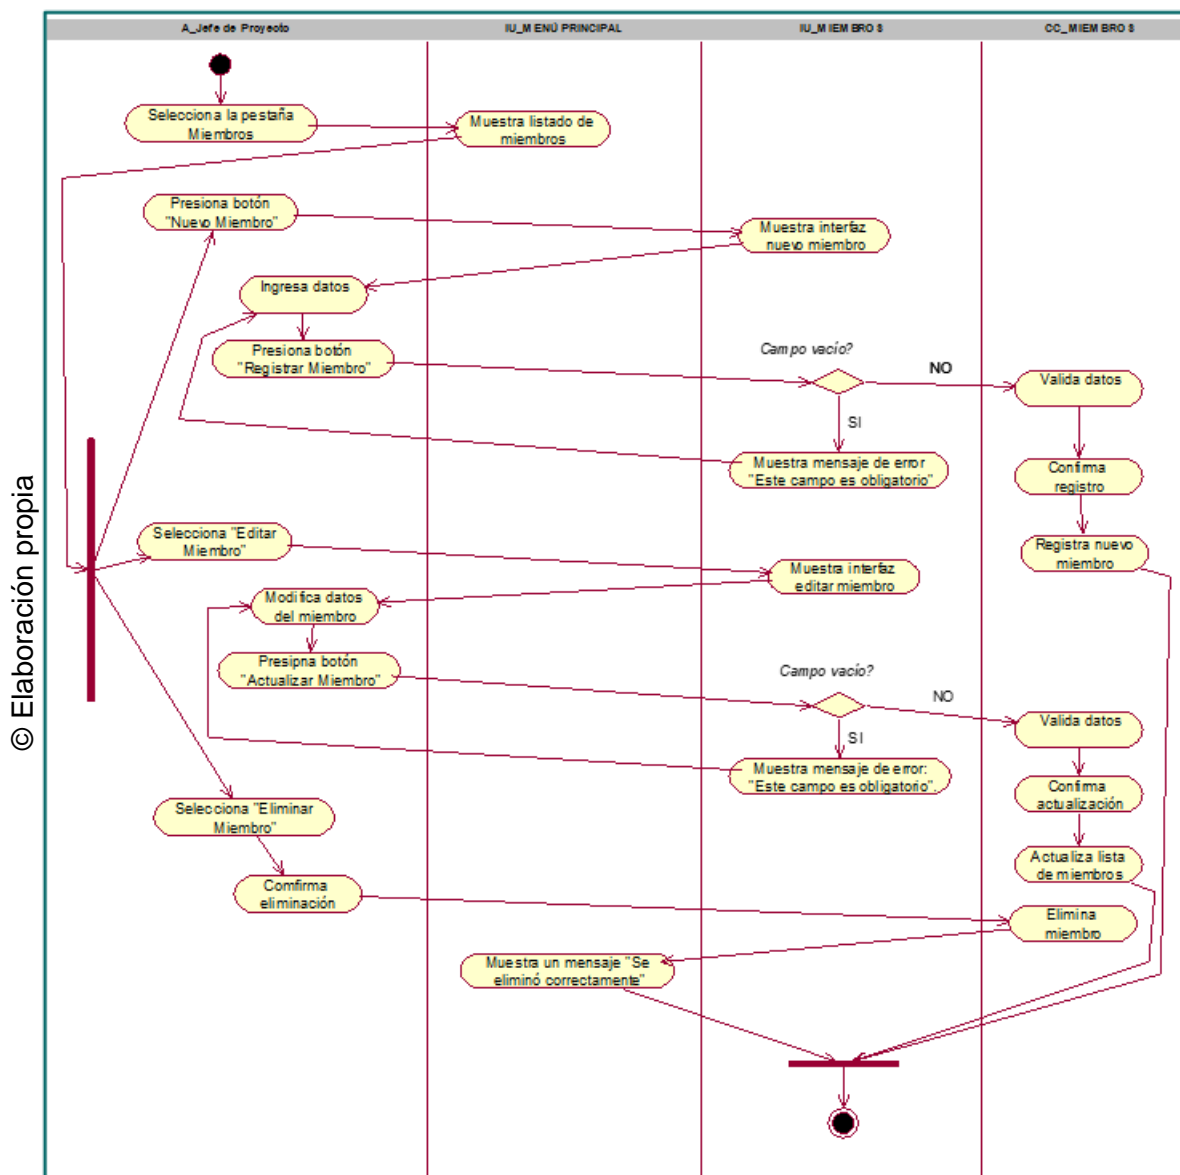 A_Jefe de Proyecto
IU_MENÚ PRINCIPAL
IU_MIEMBROS
CC_MIEMBROS
Selecciona la pestaña
Miembros
Muestra listado de
miembros
Presiona botón
"Nuevo Miembro"
Muestra interfaz
nuevo miembro
Ingresa datos
Presiona botón
"Registrar Miembro"
Campo vacío?
NO
Valida datos
SI
Muestra mensaje de error
"Este campo es obligatorio"
Confirma
registro
Selecciona "Editar
Miembro"
Registra nuevo
miembro
Muestra interfaz
editar miembro
Modifica datos
del miembro
Presipna botón
"Actualizar Miembro"
Campo vacío?
NO
Valida datos
SI
Muestra mensaje de error:
"Este campo es obligatorio".
Confirma
actualización
Selecciona "Eliminar
Miembro"
Actualiza lista
de miembros
Comfirma
eliminación
Elimina
miembro
Muestra un mensaje "Se
eliminó correctamente"
© Elaboración propia